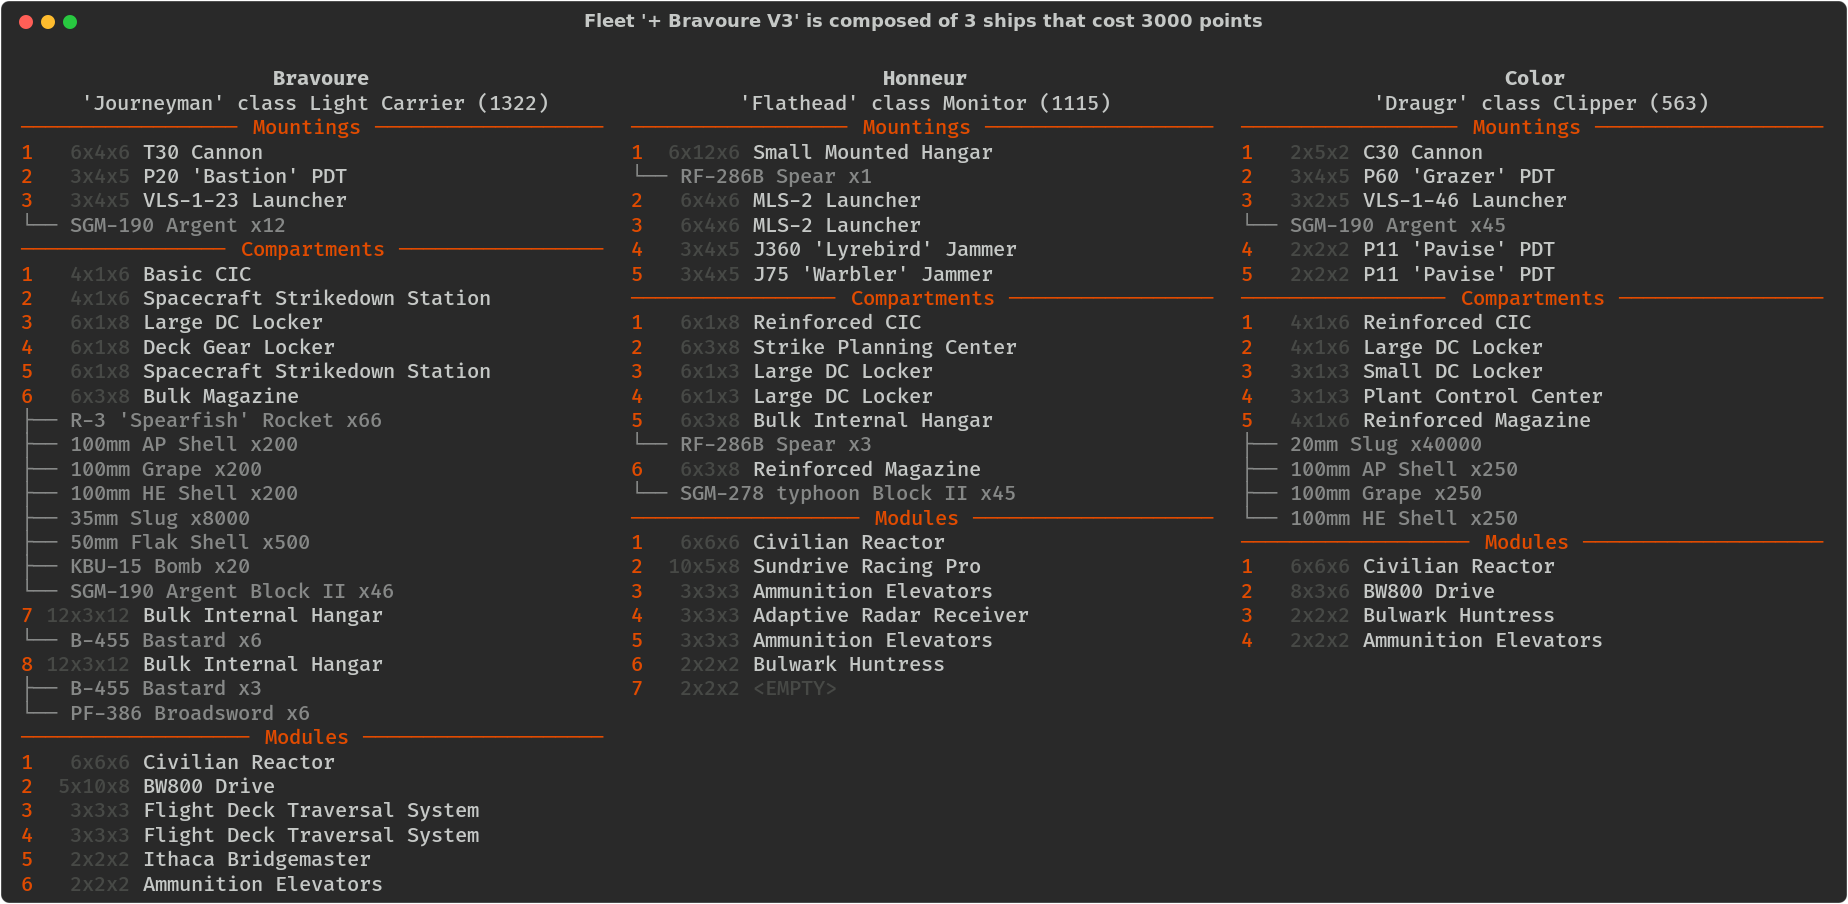 Fleet '+ Bravoure V3' is composed of 3 ships that cost 3000 points
Bravoure
'Journeyman' class Light Carrier (1322)
Mountings
1 6x4x6 T30 Cannon
2 3x4x5 P20 'Bastion' PDT
3 3x4x5 VLS-1-23 Launcher
SGM-190 Argent x12
Compartments
1 4x1x6 Basic CIC
2 4x1x6 Spacecraft Strikedown Station
3 6x1x8 Large DC Locker
4 6x1x8 Deck Gear Locker
5 6x1x8 Spacecraft Strikedown Station
6 6x3x8 Bulk Magazine
R-3 'Spearfish' Rocket x66
100mm AP Shell x200
100mm Grape x200
100mm HE Shell x200
35mm Slug x8000
50mm Flak Shell x500
KBU-15 Bomb x20
SGM-190 Argent Block II x46
7 12x3x12 Bulk Internal Hangar
B-455 Bastard x6
8 12x3x12 Bulk Internal Hangar
B-455 Bastard x3
PF-386 Broadsword x6
Modules
1 6x6x6 Civilian Reactor
2 5x10x8 BW800 Drive
3 3x3x3 Flight Deck Traversal System
4 3x3x3 Flight Deck Traversal System
5 2x2x2 Ithaca Bridgemaster
6 2x2x2 Ammunition Elevators
Honneur
'Flathead' class Monitor (1115)
Mountings
1 6x12x6 Small Mounted Hangar
RF-286B Spear x1
2 6x4x6 MLS-2 Launcher
3 6x4x6 MLS-2 Launcher
4 3x4x5 J360 'Lyrebird' Jammer
5 3x4x5 J75 'Warbler' Jammer
Compartments
1 6x1x8 Reinforced CIC
2 6x3x8 Strike Planning Center
3 6x1x3 Large DC Locker
4 6x1x3 Large DC Locker
5 6x3x8 Bulk Internal Hangar
RF-286B Spear x3
6 6x3x8 Reinforced Magazine
SGM-278 typhoon Block II x45
Modules
1 6x6x6 Civilian Reactor
2 10x5x8 Sundrive Racing Pro
3 3x3x3 Ammunition Elevators
4 3x3x3 Adaptive Radar Receiver
5 3x3x3 Ammunition Elevators
6 2x2x2 Bulwark Huntress
7 2x2x2 <EMPTY>
Color
'Draugr' class Clipper (563)
Mountings
1 2x5x2 C30 Cannon
2 3x4x5 P60 'Grazer' PDT
3 3x2x5 VLS-1-46 Launcher
SGM-190 Argent x45
4 2x2x2 P11 'Pavise' PDT
5 2x2x2 P11 'Pavise' PDT
Compartments
1 4x1x6 Reinforced CIC
2 4x1x6 Large DC Locker
3 3x1x3 Small DC Locker
4 3x1x3 Plant Control Center
5 4x1x6 Reinforced Magazine
20mm Slug x40000
100mm AP Shell x250
100mm Grape x250
100mm HE Shell x250
Modules
1 6x6x6 Civilian Reactor
2 8x3x6 BW800 Drive
3 2x2x2 Bulwark Huntress
4 2x2x2 Ammunition Elevators